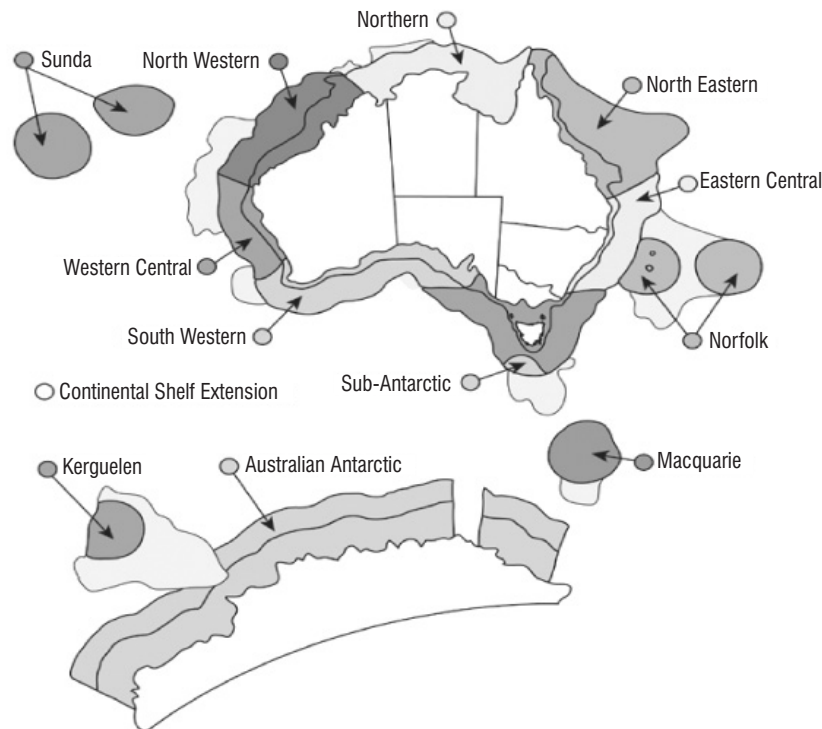 Northern
Sunda
North Western
North Eastern
Eastern Central
Western Central
South Western
Norfolk
Sub-Antarctic
Continental Shelf Extension
Kerguelen
Australian Antarctic
Macquarie